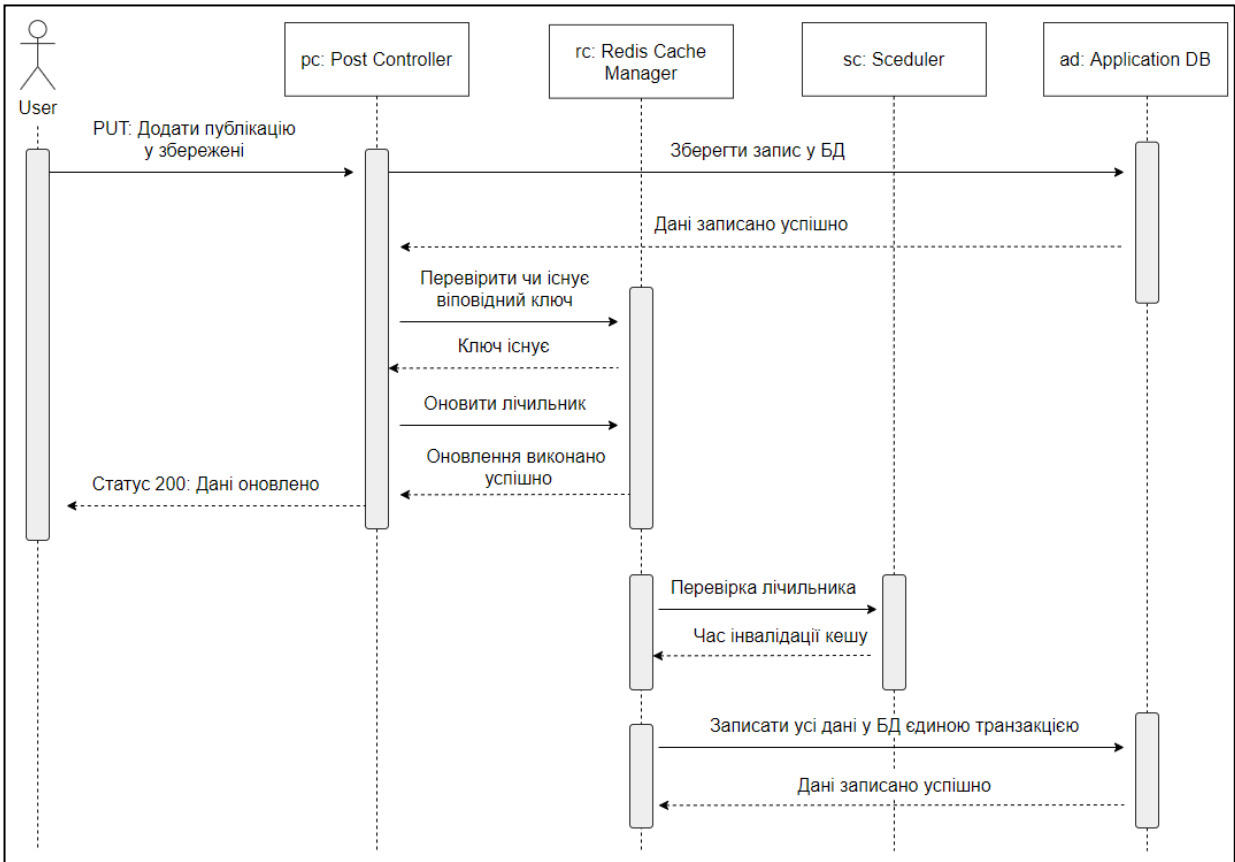 User
pc: Post Controller
rc: Redis Cache
Manager
sc: Sceduler
ad: Application DB
PUT: Додати публікацію
у збережені
Зберегти запис у БД
Дані записано успішно
Перевірити чи існує
віповідний ключ
Ключ існує
Оновити лічильник
Оновлення виконано
успішно
Статус 200: Дані оновлено
Перевірка лічильника
Час інвалідації кешу
Записати усі дані у БД єдиною транзакцією
Дані записано успішно